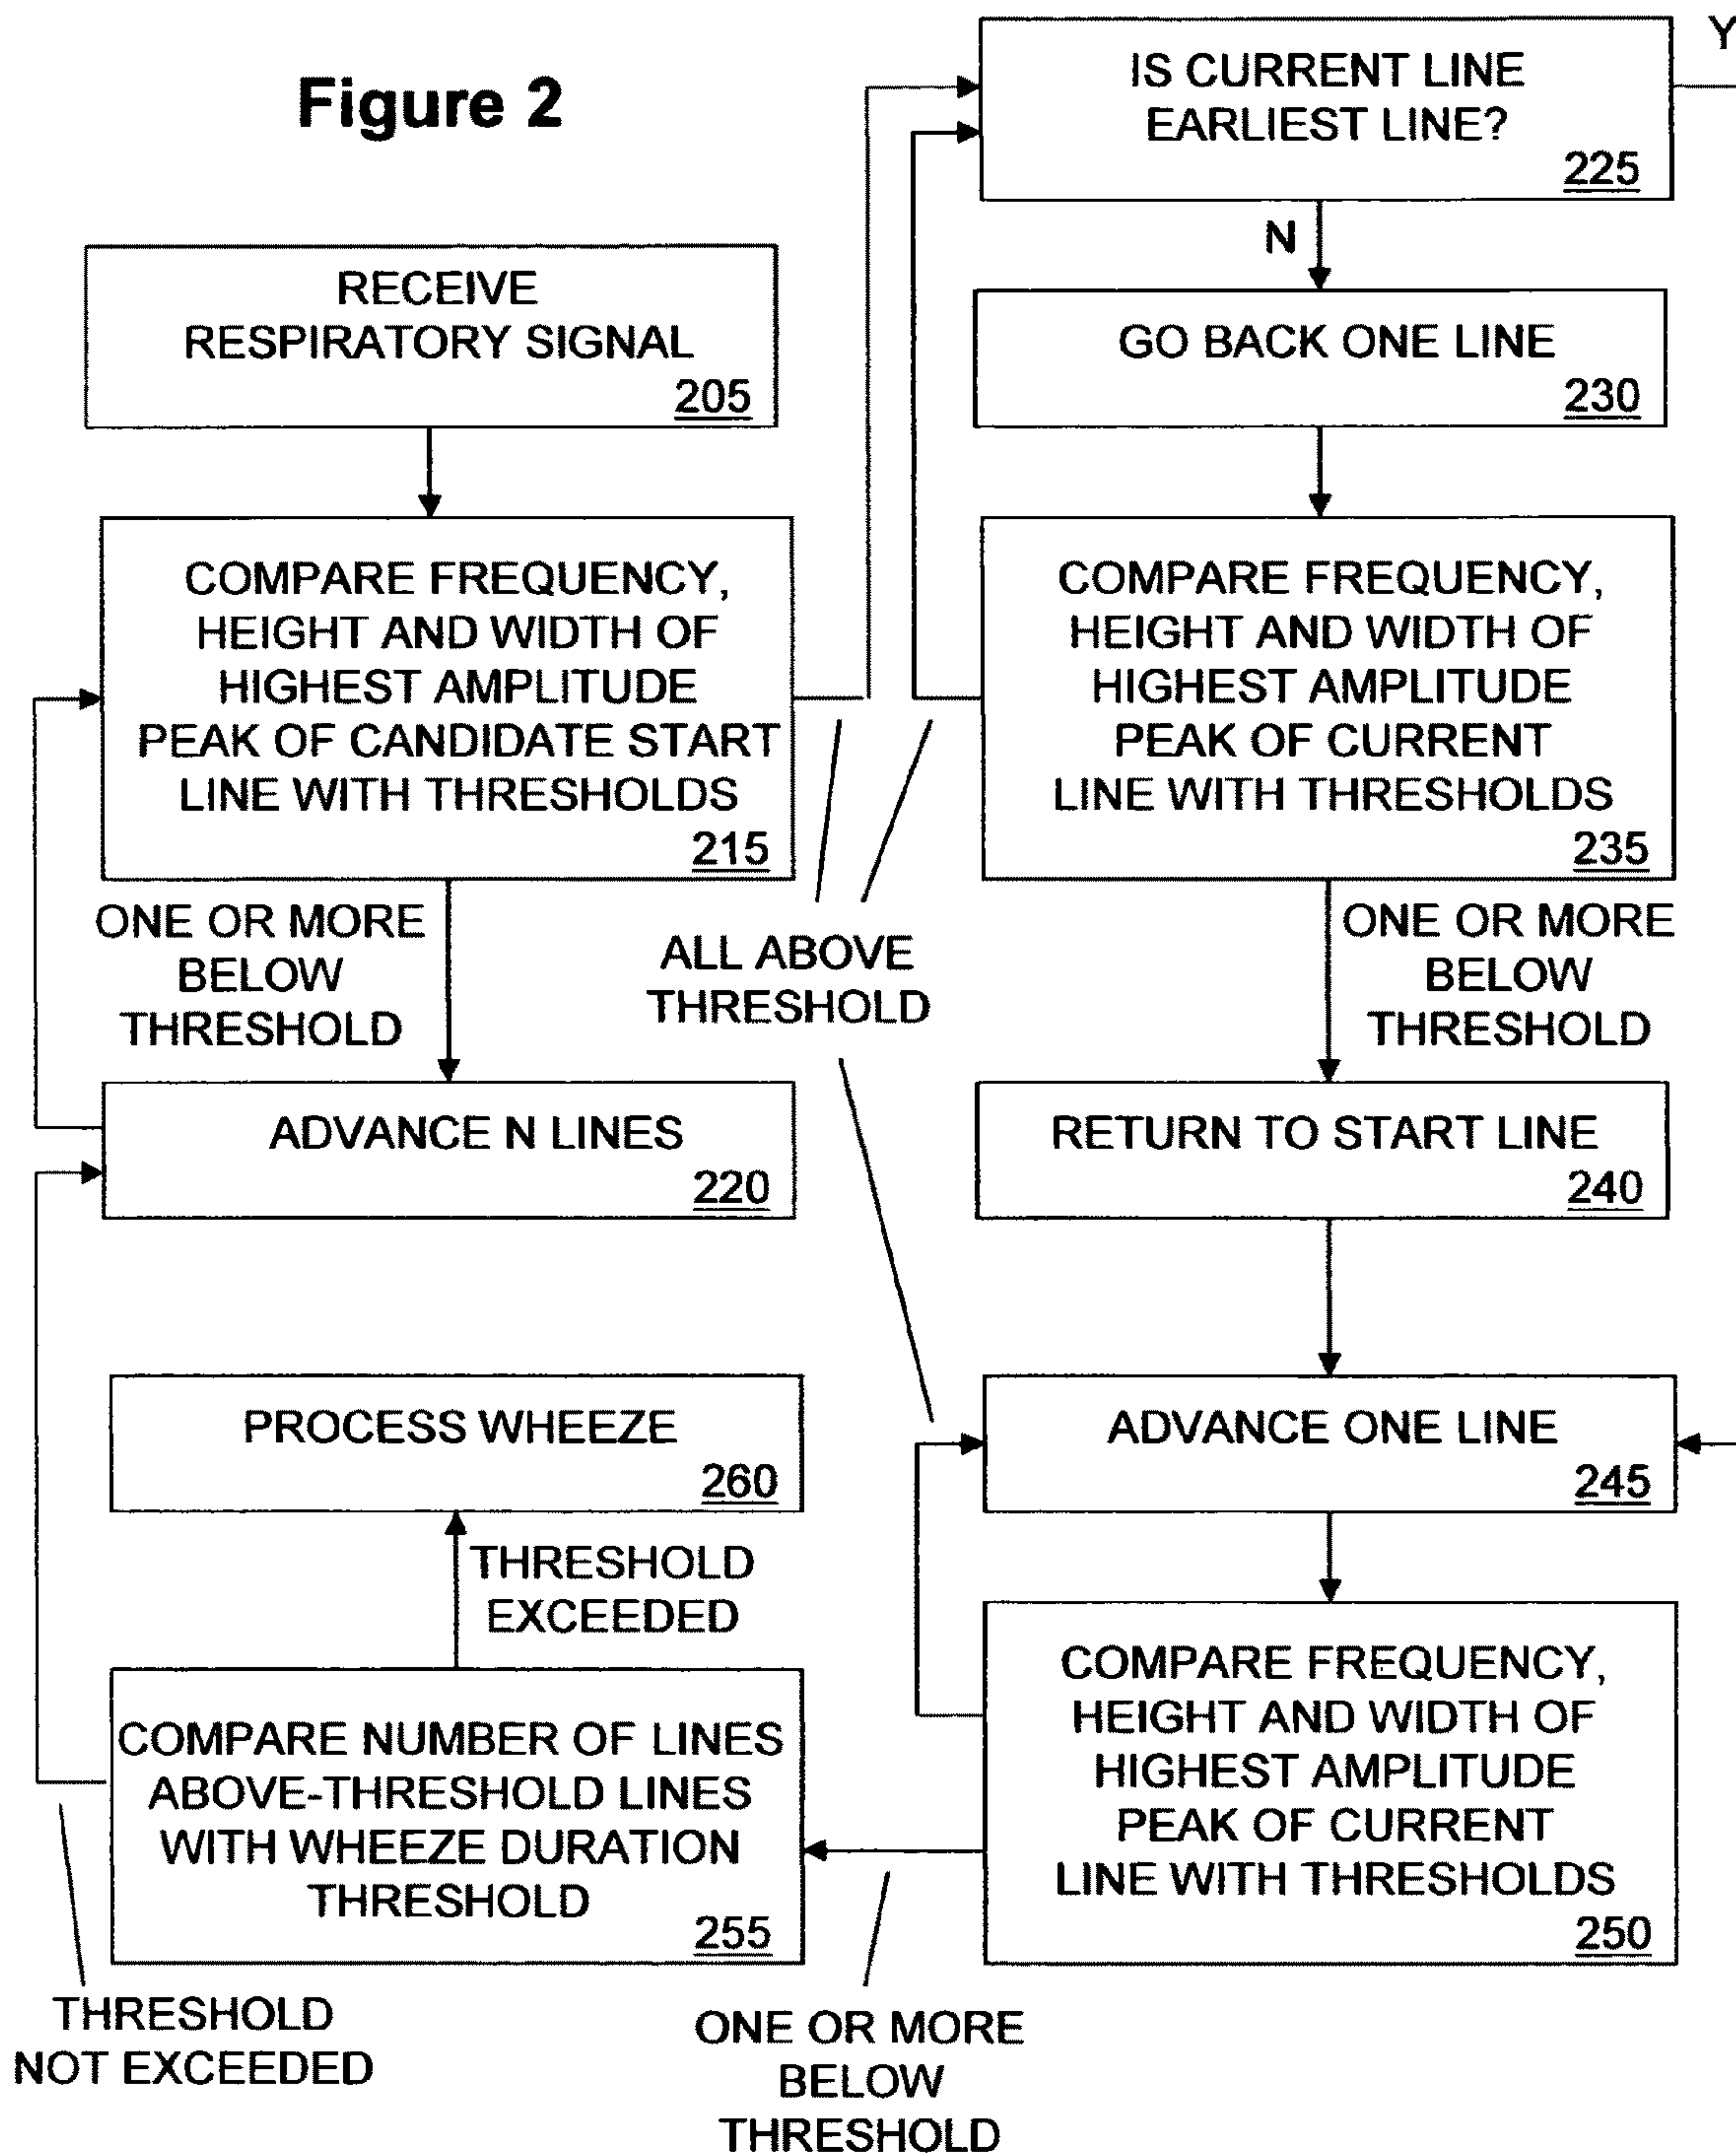 Figure 2
RECEIVE
RESPIRATORY SIGNAL
205
COMPARE FREQUENCY,
HEIGHT AND WIDTH OF
HIGHEST AMPLITUDE
PEAK OF CANDIDATE START
LINE WITH THRESHOLDS
215
ONE OR MORE
BELOW
THRESHOLD
ADVANCE N LINES
220
ALL ABOVE
THRESHOLD
IS CURRENT LINE
EARLIEST LINE?
225
Y
N
GO BACK ONE LINE
230
COMPARE FREQUENCY,
HEIGHT AND WIDTH OF
HIGHEST AMPLITUDE
PEAK OF CURRENT
LINE WITH THRESHOLDS
235
ONE OR MORE
BELOW
THRESHOLD
RETURN TO START LINE
240
ADVANCE ONE LINE
245
COMPARE FREQUENCY,
HEIGHT AND WIDTH OF
HIGHEST AMPLITUDE
PEAK OF CURRENT
LINE WITH THRESHOLDS
250
ONE OR MORE
BELOW
THRESHOLD
COMPARE NUMBER OF LINES
ABOVE-THRESHOLD LINES
WITH WHEEZE DURATION
THRESHOLD
255
THRESHOLD
NOT EXCEEDED
THRESHOLD
EXCEEDED
PROCESS WHEEZE
260